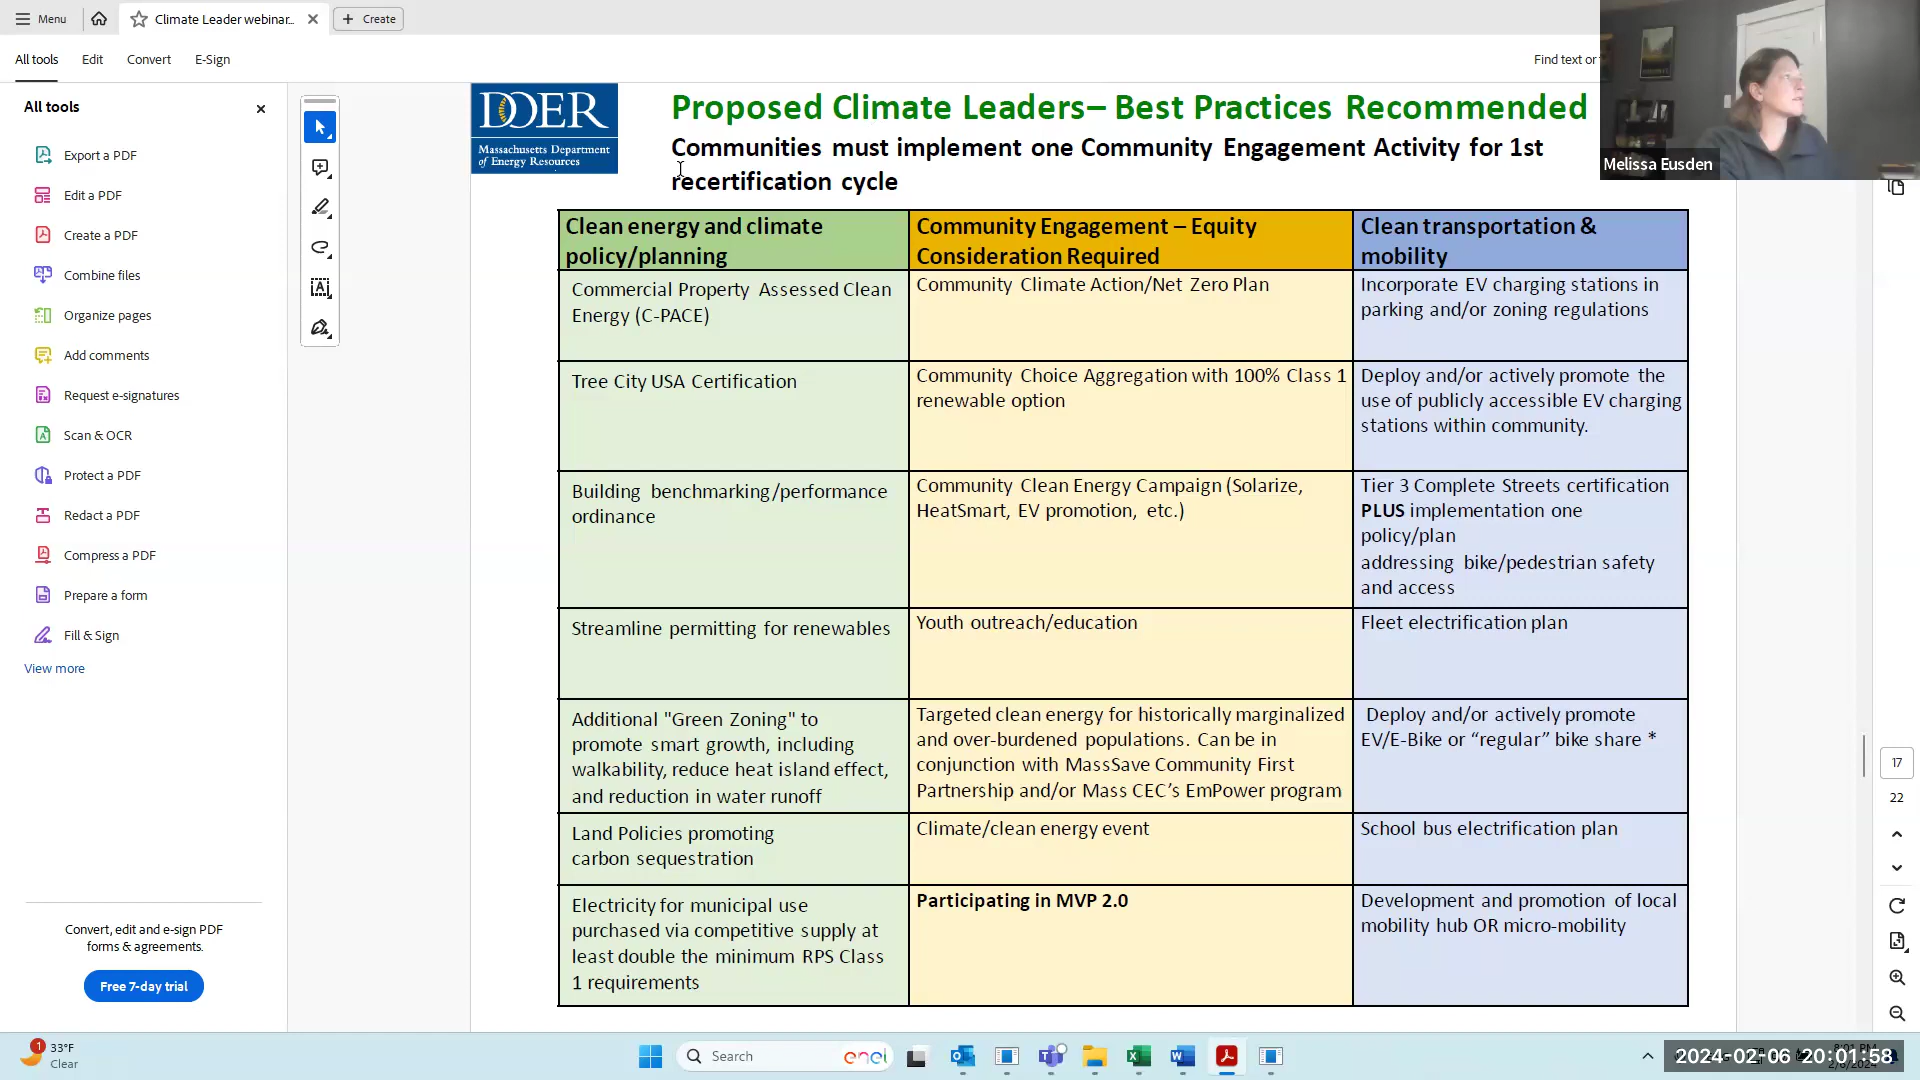 Menu
Climate Leader webinar...
Create
All tools
Edit
Convert
E-Sign
Find text or
All tools
Export a PDF
Edit a PDF
Create a PDF
Combine files
Organize pages
Add comments
Request e-signatures
Scan & OCR
Protect a PDF
Redact a PDF
Compress a PDF
Prepare a form
Fill & Sign
View more
Convert, edit and e-sign PDF
forms & agreements.
Free 7-day trial
DOER
Massachusetts Department
of Energy Resources
Proposed Climate Leaders– Best Practices Recommended
Communities must implement one Community Engagement Activity for 1st
recertification cycle
Melissa Eusden
Clean energy and climate
policy/planning
Community Engagement – Equity
Consideration Required
Clean transportation &
mobility
Commercial Property Assessed Clean
Energy (C-PACE)
Community Climate Action/Net Zero Plan
Incorporate EV charging stations in
parking and/or zoning regulations
Tree City USA Certification
Community Choice Aggregation with 100% Class 1
renewable option
Deploy and/or actively promote the
use of publicly accessible EV charging
stations within community.
Building benchmarking/performance
ordinance
Community Clean Energy Campaign (Solarize,
HeatSmart, EV promotion, etc.)
Tier 3 Complete Streets certification
PLUS implementation one
policy/plan
addressing bike/pedestrian safety
and access
Streamline permitting for renewables
Youth outreach/education
Fleet electrification plan
Additional "Green Zoning" to
promote smart growth, including
walkability, reduce heat island effect,
and reduction in water runoff
Targeted clean energy for historically marginalized
and over-burdened populations. Can be in
conjunction with MassSave Community First
Partnership and/or Mass CEC’s EmPower program
Deploy and/or actively promote
EV/E-Bike or “regular” bike share *
Land Policies promoting
carbon sequestration
Climate/clean energy event
School bus electrification plan
Electricity for municipal use
purchased via competitive supply at
least double the minimum RPS Class
1 requirements
Participating in MVP 2.0
Development and promotion of local
mobility hub OR micro-mobility
17
22
1
33°F
Clear
Search
enel
2024-02-06 20:01:58